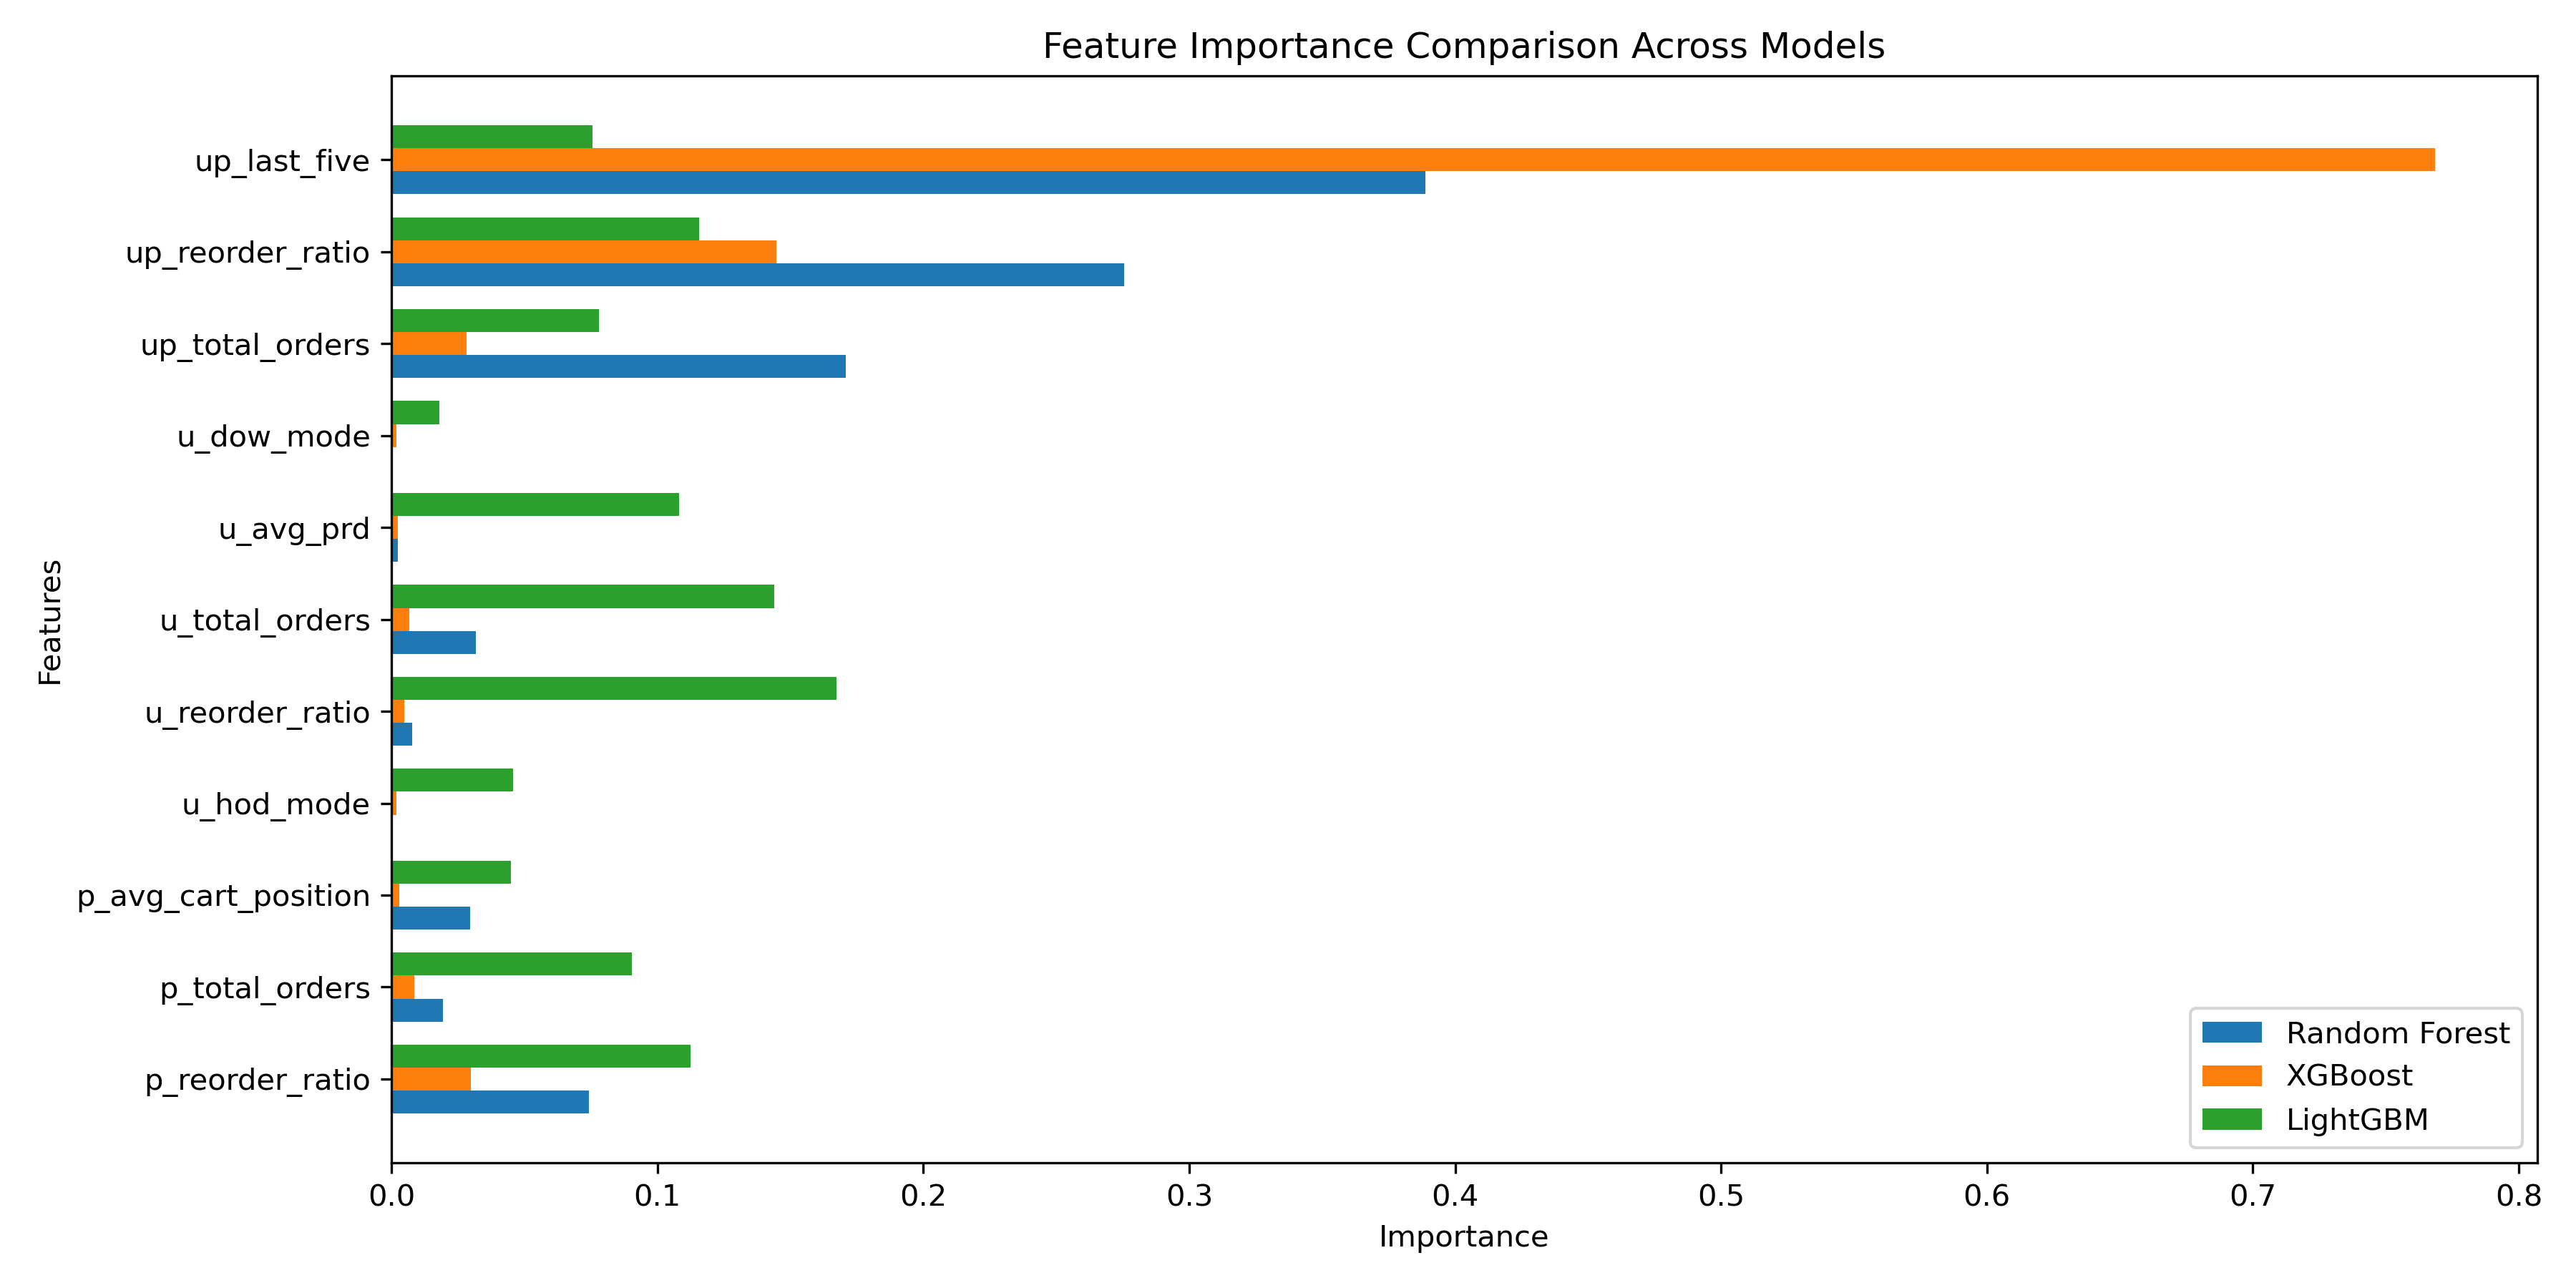 Feature Importance Comparison Across Models
Features
up_last_five
up_reorder_ratio
up_total_orders
u_dow_mode
u_avg_prd
u_total_orders
u_reorder_ratio
u_hod_mode
p_avg_cart_position
p_total_orders
p_reorder_ratio
Random Forest
XGBoost
LightGBM
0.0 0.1 0.2 0.3 0.4 0.5 0.6 0.7 0.8
Importance